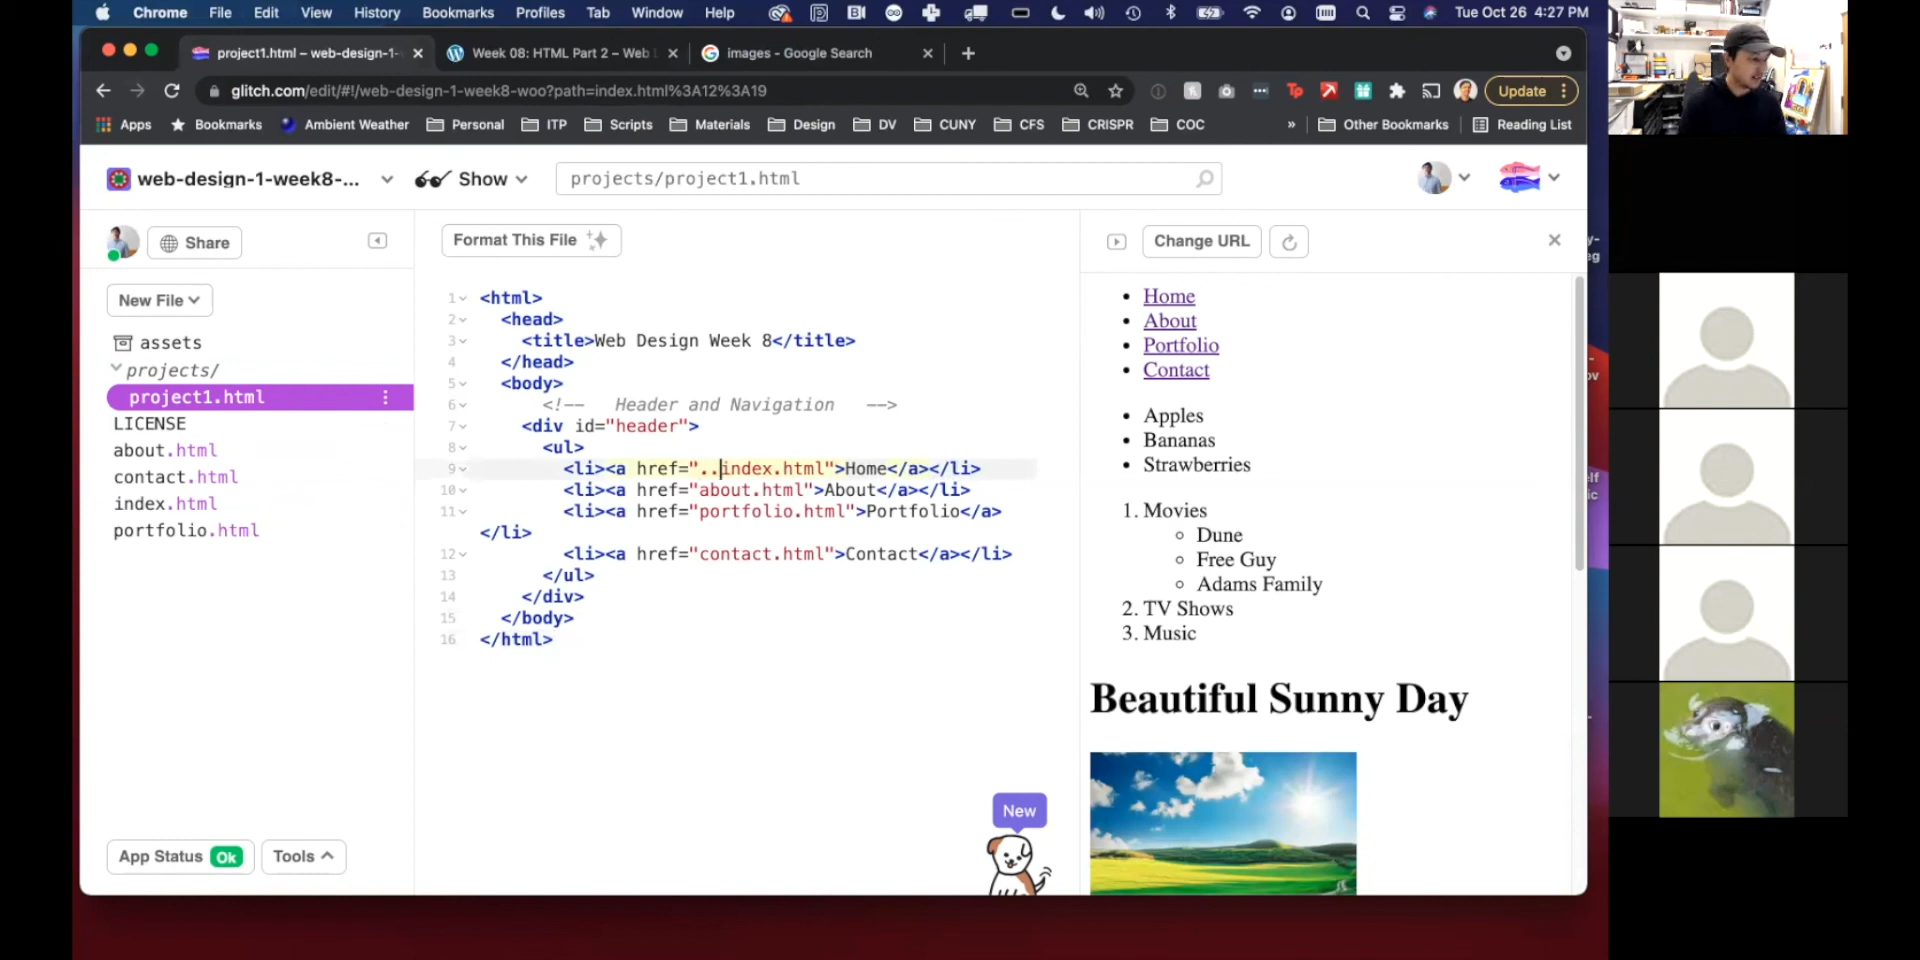 Chrome File Edit View History Bookmarks Profiles Tab Window Help Tue Oct 26 4:27 PM
project1.html – web-design-1- Week 08: HTML Part 2 – Web images - Google Search
glitch.com/edit/#!/web-design-1-week8-woo?path=index.html%3A12%3A19 Update
Apps Bookmarks Ambient Weather Personal ITP Scripts Materials Design DV CUNY CFS CRISPR COC » Other Bookmarks Reading List
web-design-1-week8-... Show projects/project1.html
Share
Format This File
Change URL
New File
assets
projects/
project1.html
LICENSE
about.html
contact.html
index.html
portfolio.html
App Status Ok Tools
1 <html>
2 <head>
3 <title>Web Design Week 8</title>
4 </head>
5 <body>
6 <!-- Header and Navigation -->
7 <div id="header">
8 <ul>
9 <li><a href="..index.html">Home</a></li>
10 <li><a href="about.html">About</a></li>
11 <li><a href="portfolio.html">Portfolio</a>
</li>
12 <li><a href="contact.html">Contact</a></li>
13 </ul>
14 </div>
15 </body>
16 </html>
New
• Home
• About
• Portfolio
• Contact
• Apples
• Bananas
• Strawberries
1. Movies
Dune
Free Guy
Adams Family
2. TV Shows
3. Music
Beautiful Sunny Day